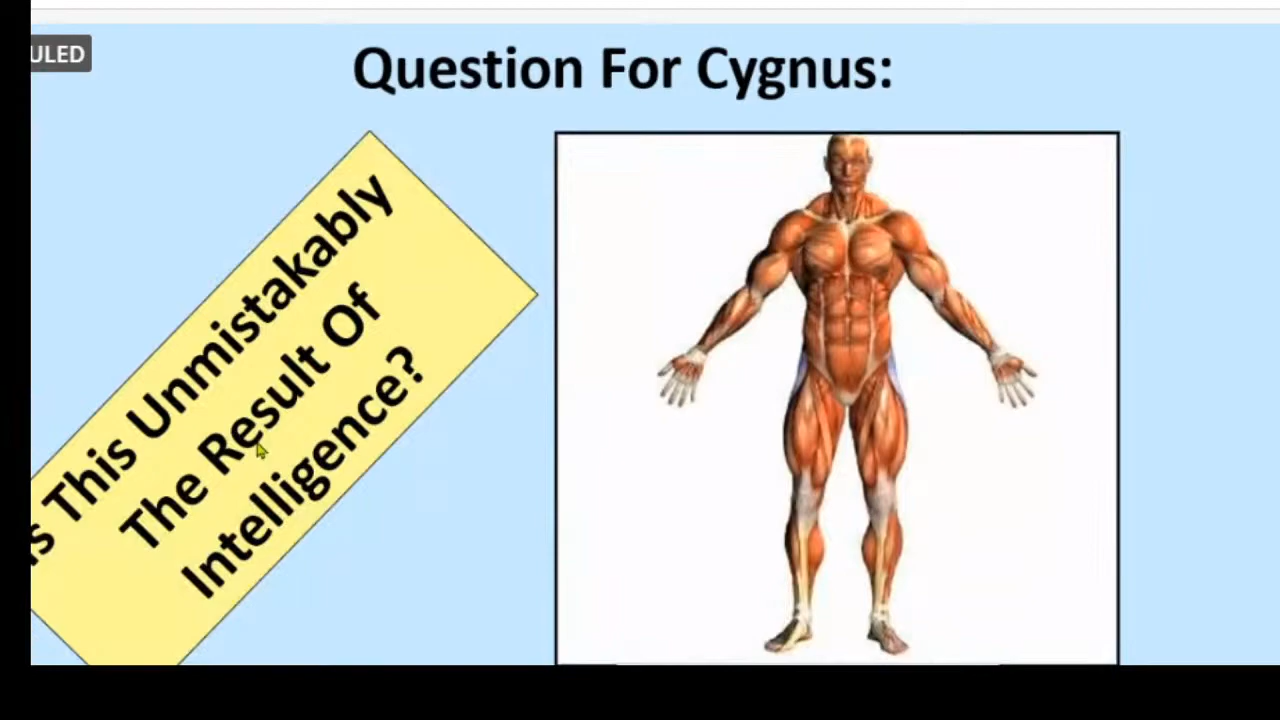 ULED
Question For Cygnus:
s This Unmistakably
The Result Of
Intelligence?